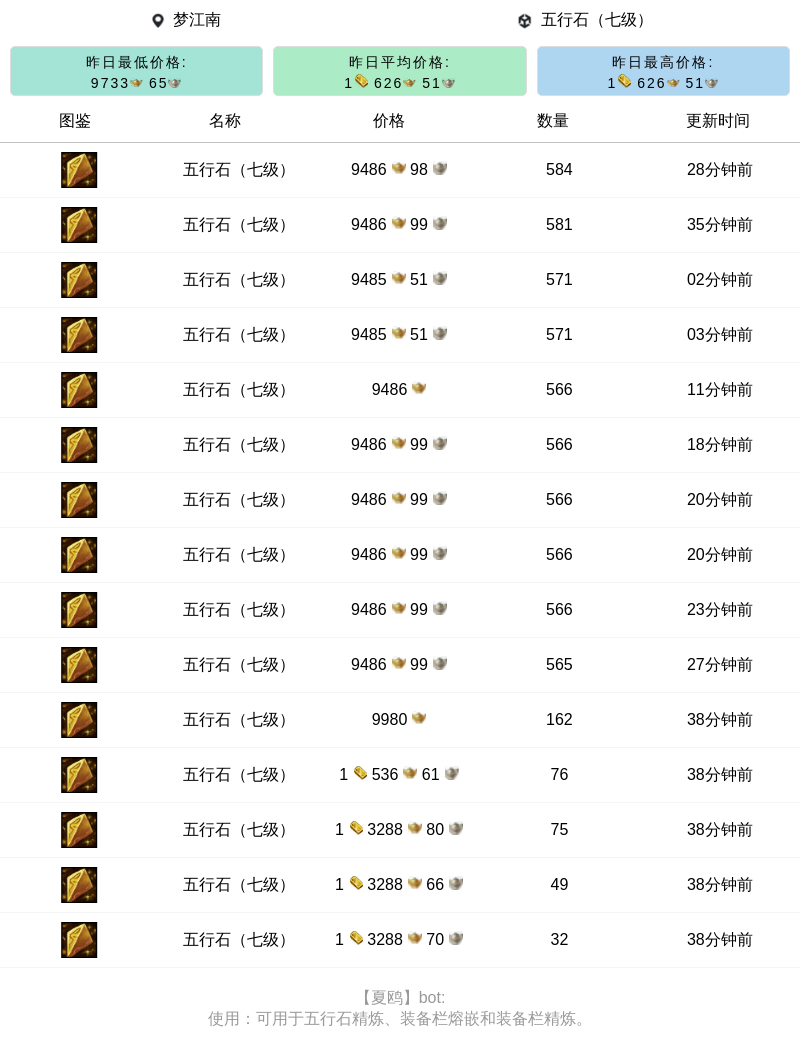 梦江南 五行石（七级）
昨日最低价格: 昨日平均价格: 昨日最高价格:
9733 65 1 626 51 1 626 51
图鉴 名称 价格 数量 更新时间
五行石（七级） 9486 98 584 28分钟前
五行石（七级） 9486 99 581 35分钟前
五行石（七级） 9485 51 571 02分钟前
五行石（七级） 9485 51 571 03分钟前
五行石（七级） 9486 566 11分钟前
五行石（七级） 9486 99 566 18分钟前
五行石（七级） 9486 99 566 20分钟前
五行石（七级） 9486 99 566 20分钟前
五行石（七级） 9486 99 566 23分钟前
五行石（七级） 9486 99 565 27分钟前
五行石（七级） 9980 162 38分钟前
五行石（七级） 1 536 61 76 38分钟前
五行石（七级） 1 3288 80 75 38分钟前
五行石（七级） 1 3288 66 49 38分钟前
五行石（七级） 1 3288 70 32 38分钟前
【夏鸥】bot:
使用：可用于五行石精炼、装备栏熔嵌和装备栏精炼。